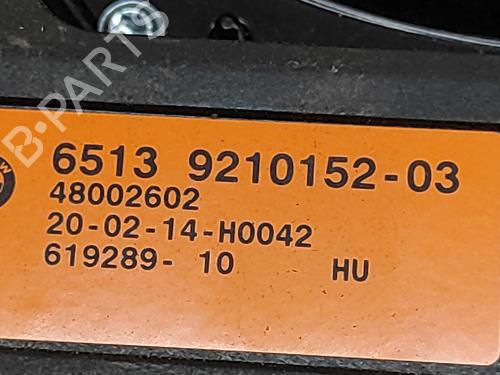 B-PARTS
6513 9210152-03
48002602
20-02-14-H0042
619289- 10 HU